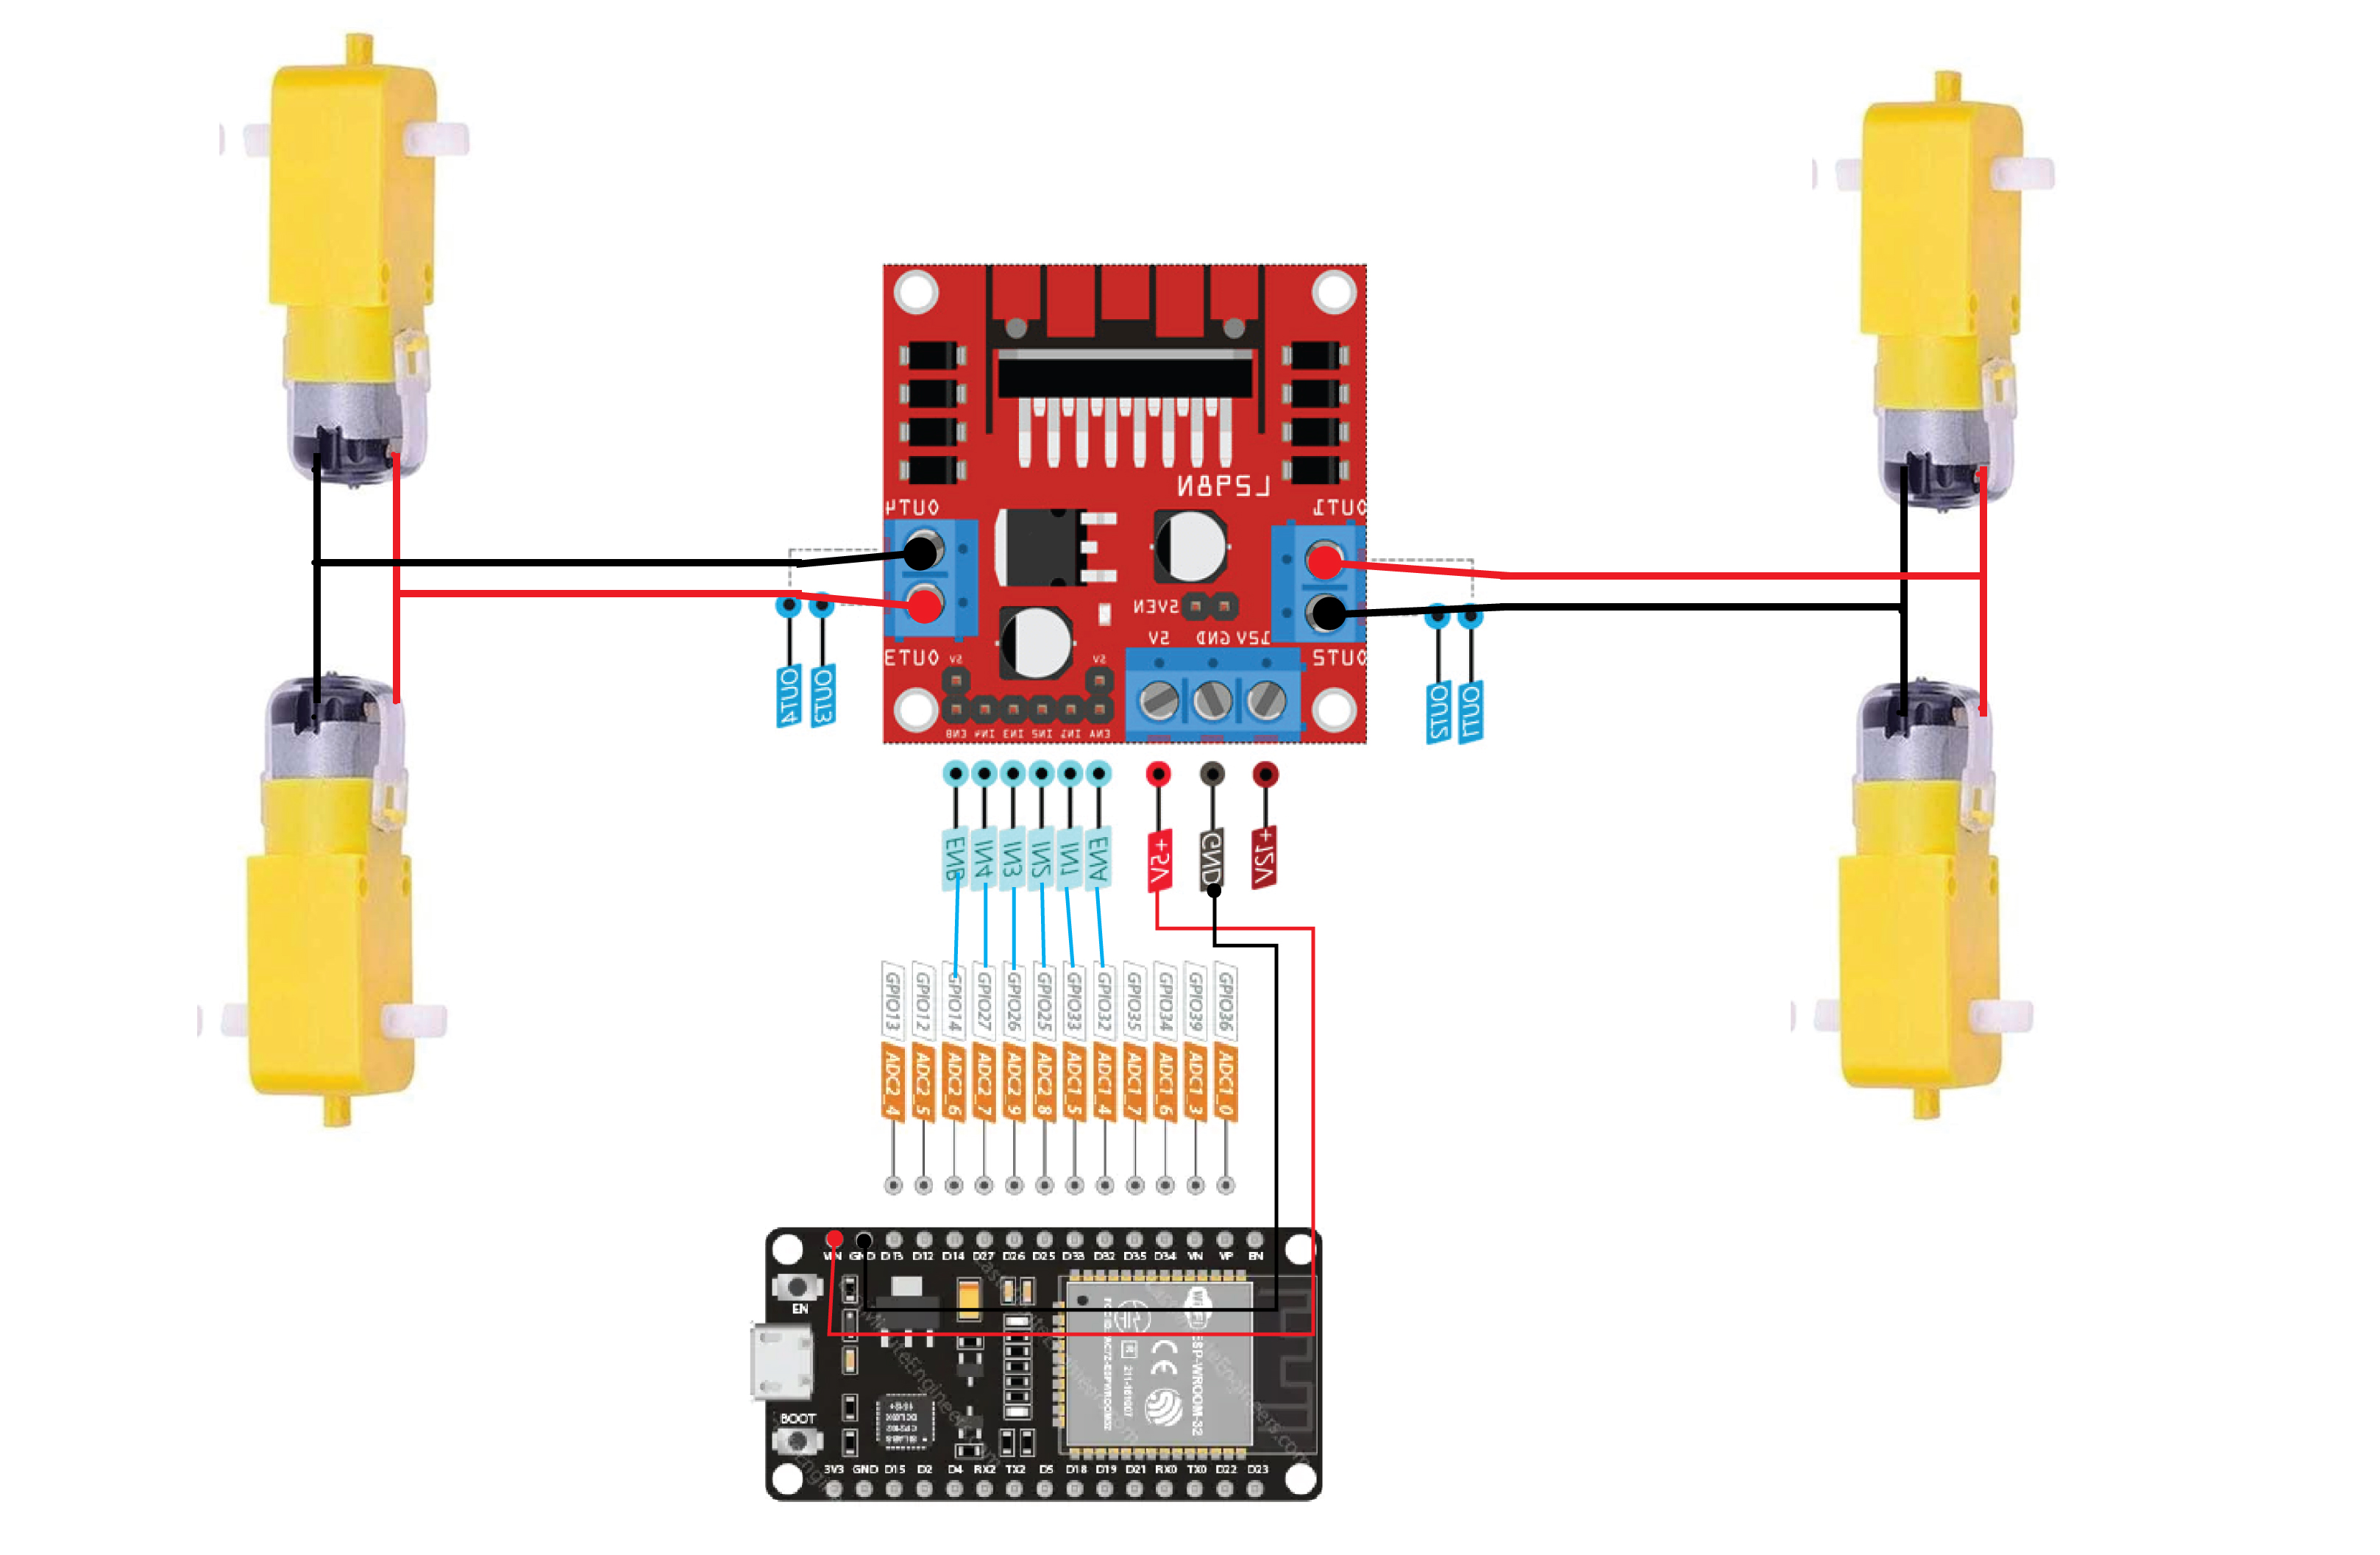 L298N
OUT4
OUT1
5VEN
5V GND 12V
OUT3
OUT2
5V
5V
ENB IN4 IN3 IN2 IN1 ENA
OUT4
OUT3
OUT2
OUT1
ENB
IN4
IN3
IN2
IN1
ENA
+5V
GND
+12V
GPIO13
GPIO12
GPIO14
GPIO27
GPIO26
GPIO25
GPIO33
GPIO32
GPIO35
GPIO34
GPIO39
GPIO36
ADC2_4
ADC2_5
ADC2_6
ADC2_7
ADC2_9
ADC2_8
ADC1_5
ADC1_4
ADC1_7
ADC1_6
ADC1_3
ADC1_0
VIN GND D13 D12 D14 D27 D26 D25 D33 D32 D35 D34 VN VP EN
EN
WiFi
ESP-WROOM-32
CE
R
211-161007
BOOT
3V3 GND D15 D2 D4 RX2 TX2 D5 D18 D19 D21 RX0 TX0 D22 D23